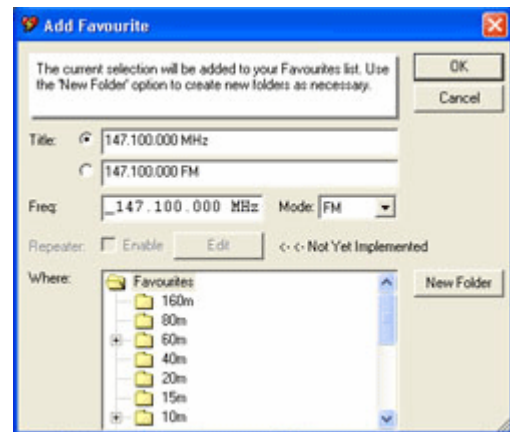 Add Favourite
The current selection will be added to your Favourites list. Use
the 'New Folder' option to create new folders as necessary.
OK
Cancel
Title: 147.100.000 MHz
147.100.000 FM
Freq: _147.100.000 MHz Mode: FM
Repeater: Enable Edit <- <- Not Yet Implemented
Where: Favourites
New Folder
160m
80m
60m
40m
20m
15m
10m